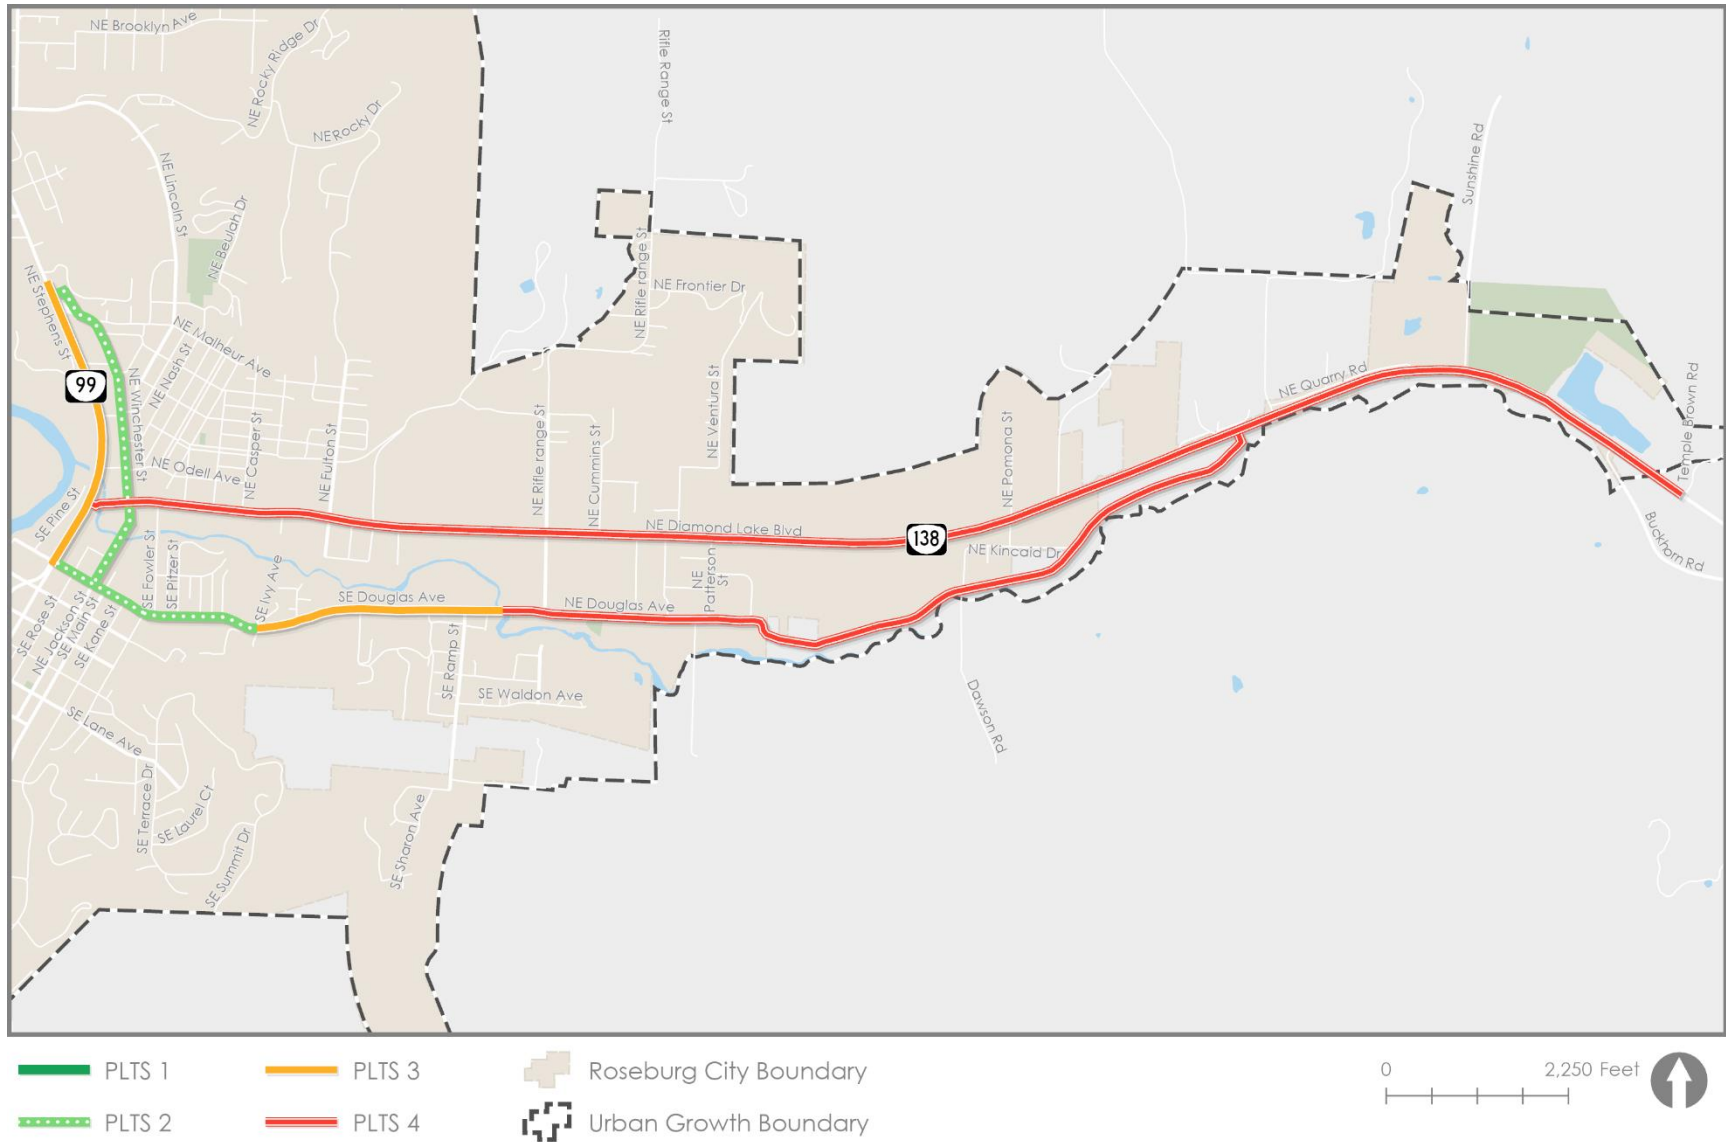 NE Brooklyn Ave
NE Rocky Ridge Dr
NE Rocky Dr
Rifle Range St
Sunshine Rd
NE Lincoln St
NE Beulah Dr
NE Rifle range St
NE Frontier Dr
NE Stephens St
NE Malheur Ave
NE Nash St
99
NE Winchester St
NE Casper St
NE Fulton St
NE Ventura St
NE Quarry Rd
Temple Brown Rd
NE Odell Ave
NE Rifle range St
NE Cummins St
NE Pomona St
SE Pine St
NE Diamond Lake Blvd
138
NE Kincaid Dr
Buckhorn Rd
SE Fowler St
SE Pitzer St
SE Ivy Ave
SE Douglas Ave
NE Douglas Ave
NE
Patterson
St
SE Rose St
NE Jackson St
SE Main St
SE Kane St
SE Ramp St
SE Waldon Ave
Dawson Rd
SE Lane Ave
SE Terrace Dr
SE Laurel Ct
SE Summit Dr
SE Sharon Ave
PLTS 1
PLTS 3
Roseburg City Boundary
0
2,250 Feet
PLTS 2
PLTS 4
Urban Growth Boundary